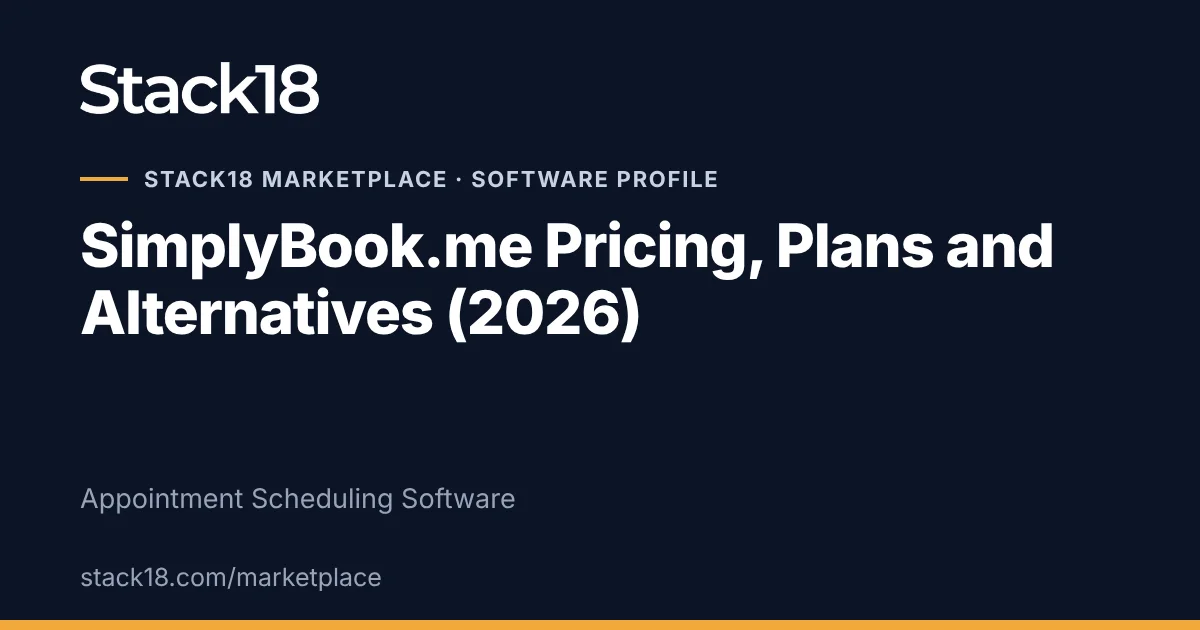 Stack18
STACK18 MARKETPLACE · SOFTWARE PROFILE
SimplyBook.me Pricing, Plans and
Alternatives (2026)
Appointment Scheduling Software
stack18.com/marketplace